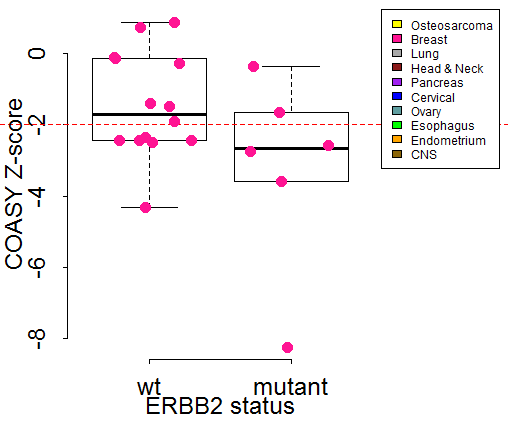 COASY Z-score
0
-2
-4
-6
-8
wt mutant
ERBB2 status
Osteosarcoma
Breast
Lung
Head & Neck
Pancreas
Cervical
Ovary
Esophagus
Endometrium
CNS